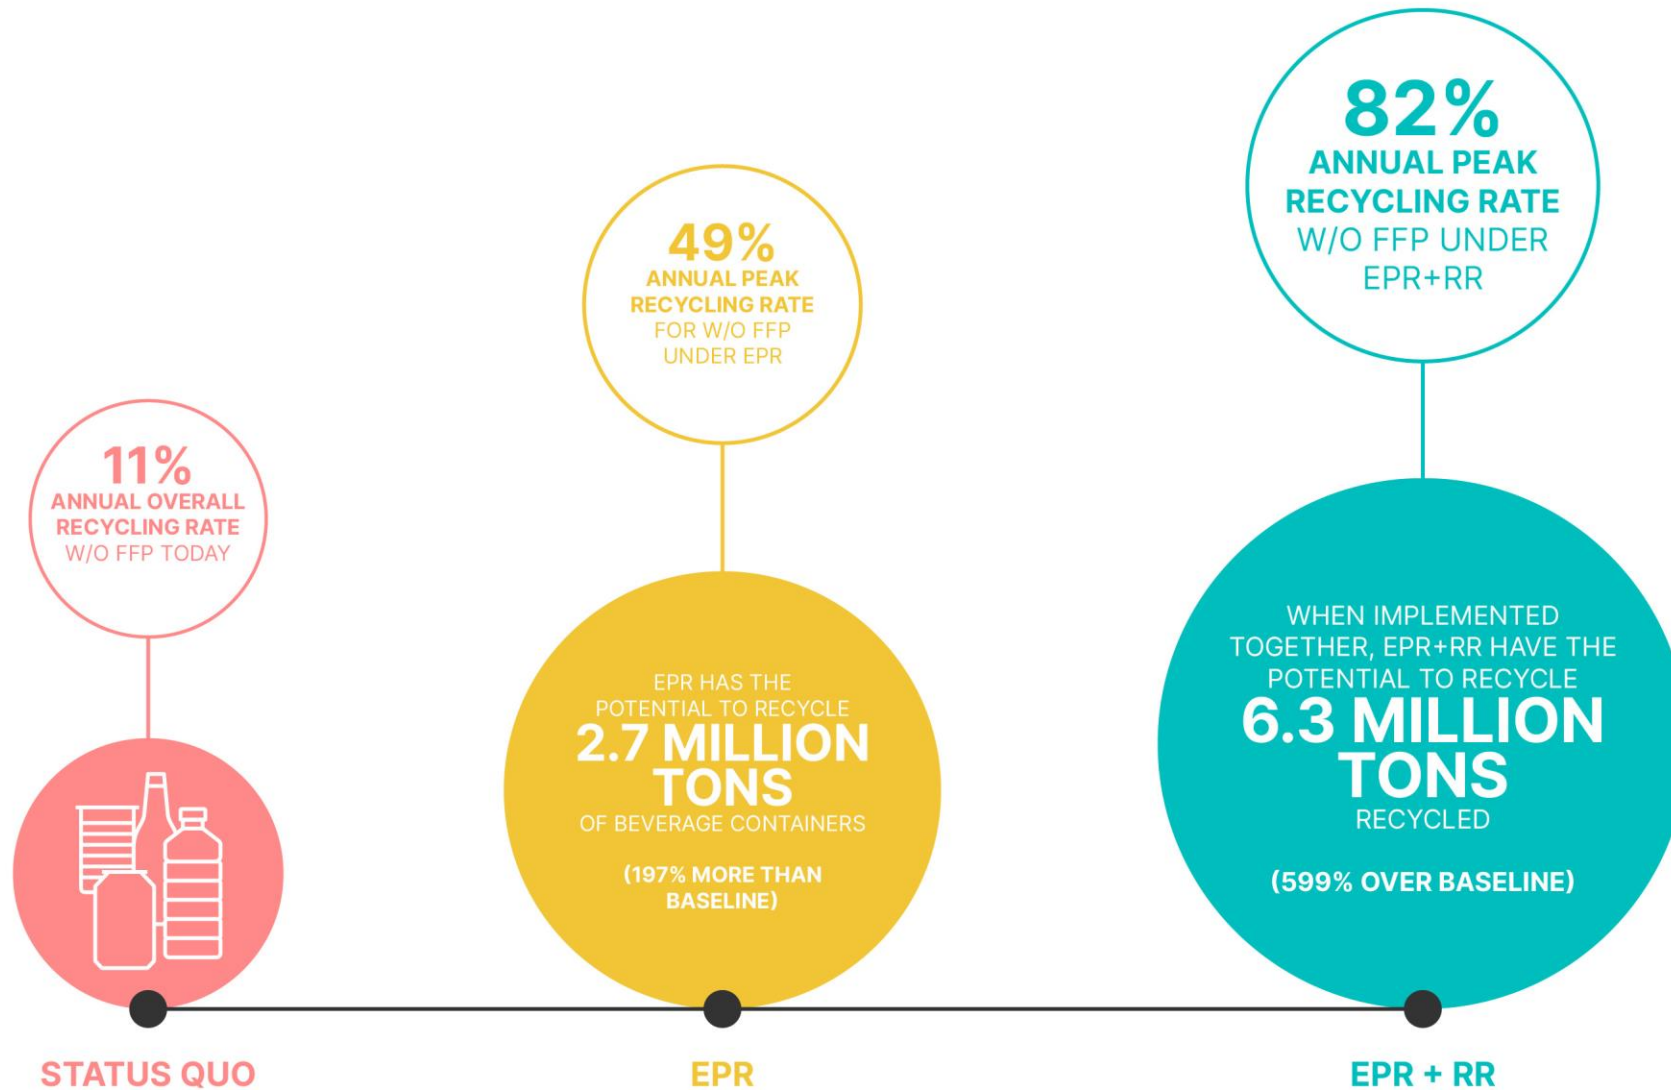 11%
ANNUAL OVERALL
RECYCLING RATE
W/O FFP TODAY
STATUS QUO
49%
ANNUAL PEAK
RECYCLING RATE
FOR W/O FFP
UNDER EPR
EPR HAS THE
POTENTIAL TO RECYCLE
2.7 MILLION
TONS
OF BEVERAGE CONTAINERS
(197% MORE THAN
BASELINE)
EPR
82%
ANNUAL PEAK
RECYCLING RATE
W/O FFP UNDER
EPR+RR
WHEN IMPLEMENTED
TOGETHER, EPR+RR HAVE THE
POTENTIAL TO RECYCLE
6.3 MILLION
TONS
RECYCLED
(599% OVER BASELINE)
EPR + RR